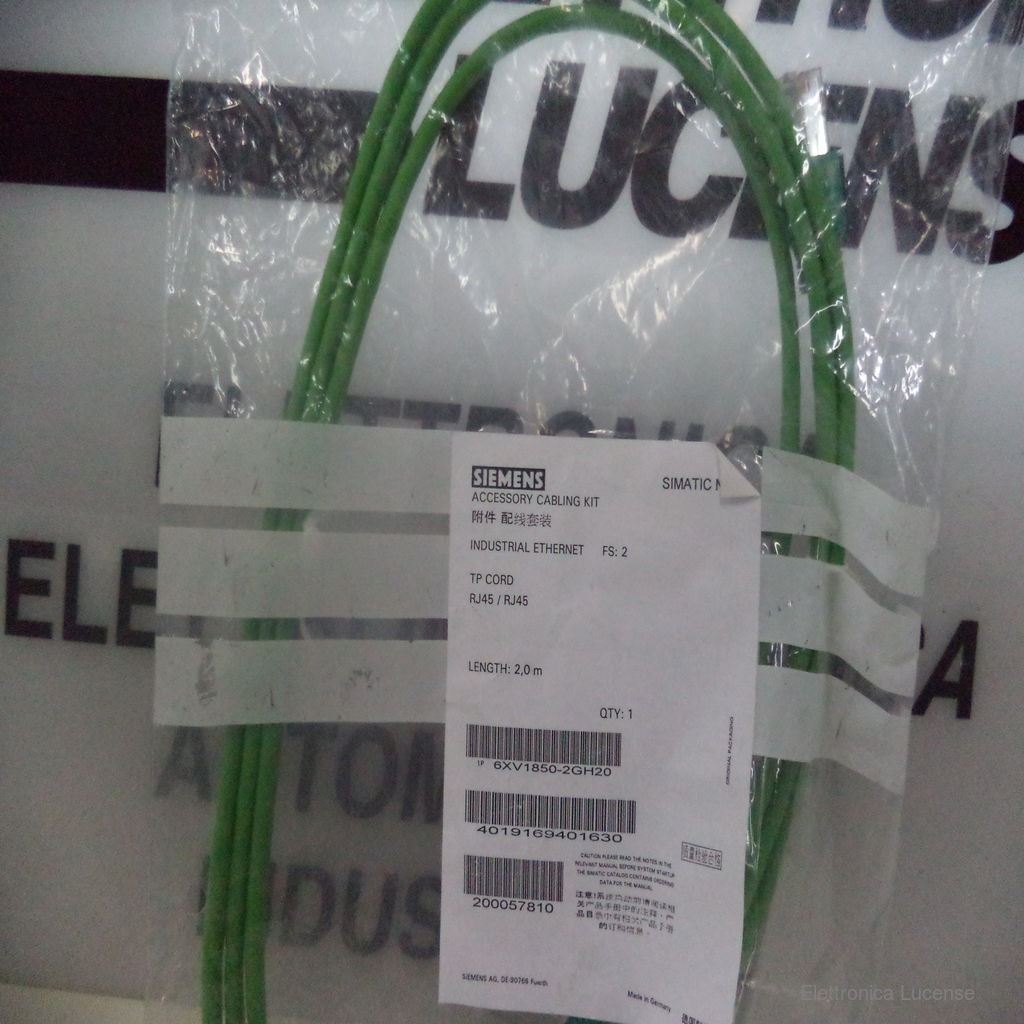 LUCENS
ELE
A
AUTOM
INDUS
SIEMENS
SIMATIC N
ACCESSORY CABLING KIT
附件 配线套装
INDUSTRIAL ETHERNET FS: 2
TP CORD
RJ45 / RJ45
LENGTH: 2,0 m
QTY: 1
ORIGINAL PACKAGING
1P 6XV1850-2GH20
4019169401630
200057810
CAUTION PLEASE READ THE NOTES IN THE
RELEVANT MANUAL BEFORE SYSTEM STARTUP
THE SIMATIC CATALOG CONTAINS ORDERING
DATA FOR THE MANUAL
SIEMENS AG, DE-90766 Fuerth
Made in Germany
Elettronica Lucense